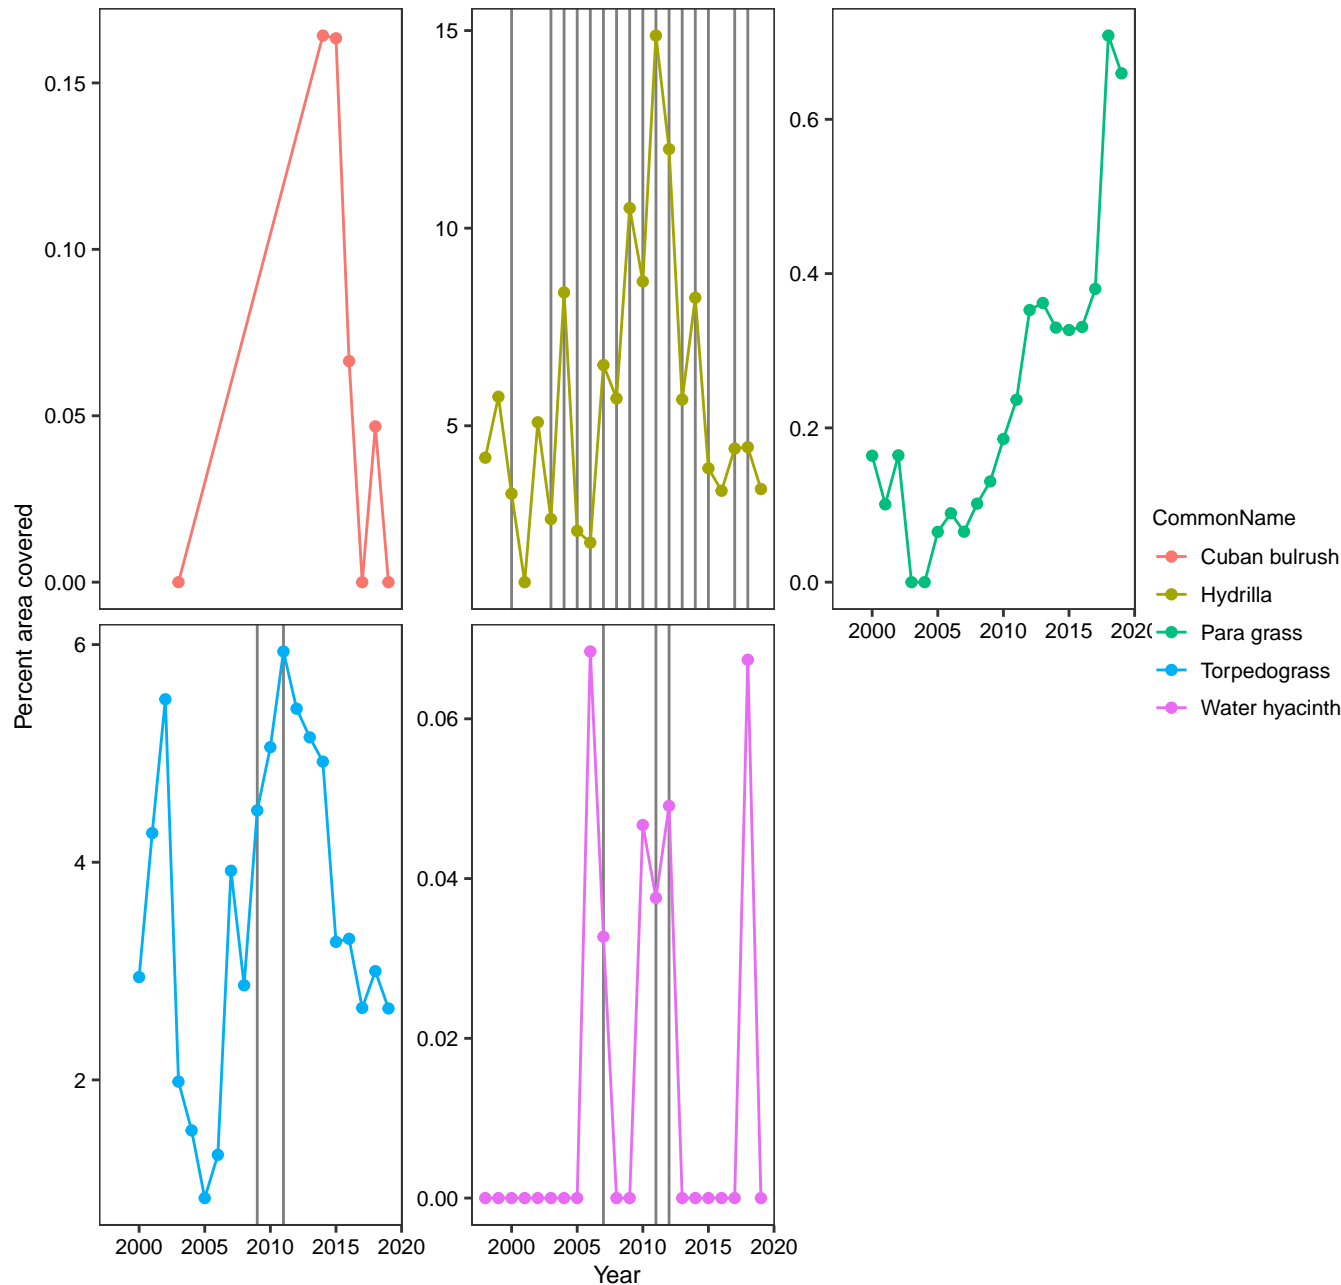 Percent area covered
0.15
0.10
0.05
0.00
15
10
5
0.6
0.4
0.2
0.0
2000 2005 2010 2015 2020
6
4
2
2000 2005 2010 2015 2020
0.06
0.04
0.02
0.00
2000 2005 2010 2015 2020
Year
CommonName
Cuban bulrush
Hydrilla
Para grass
Torpedograss
Water hyacinth